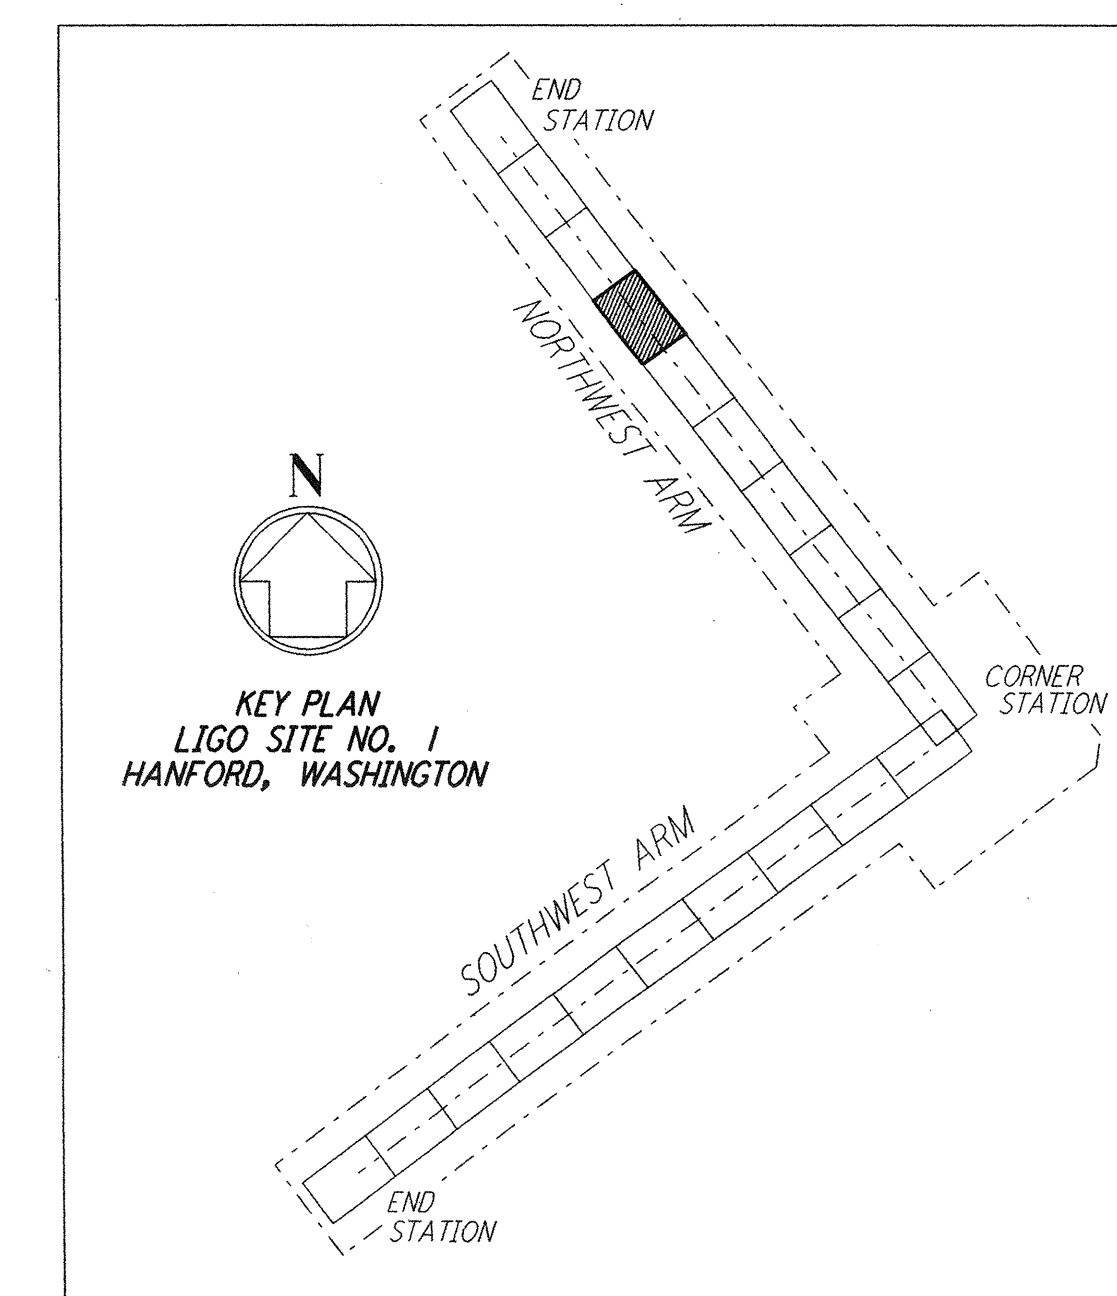 END
STATION
NORTHWEST ARM
N
KEY PLAN
LIGO SITE NO. 1
HANFORD, WASHINGTON
CORNER
STATION
SOUTHWEST ARM
END
STATION